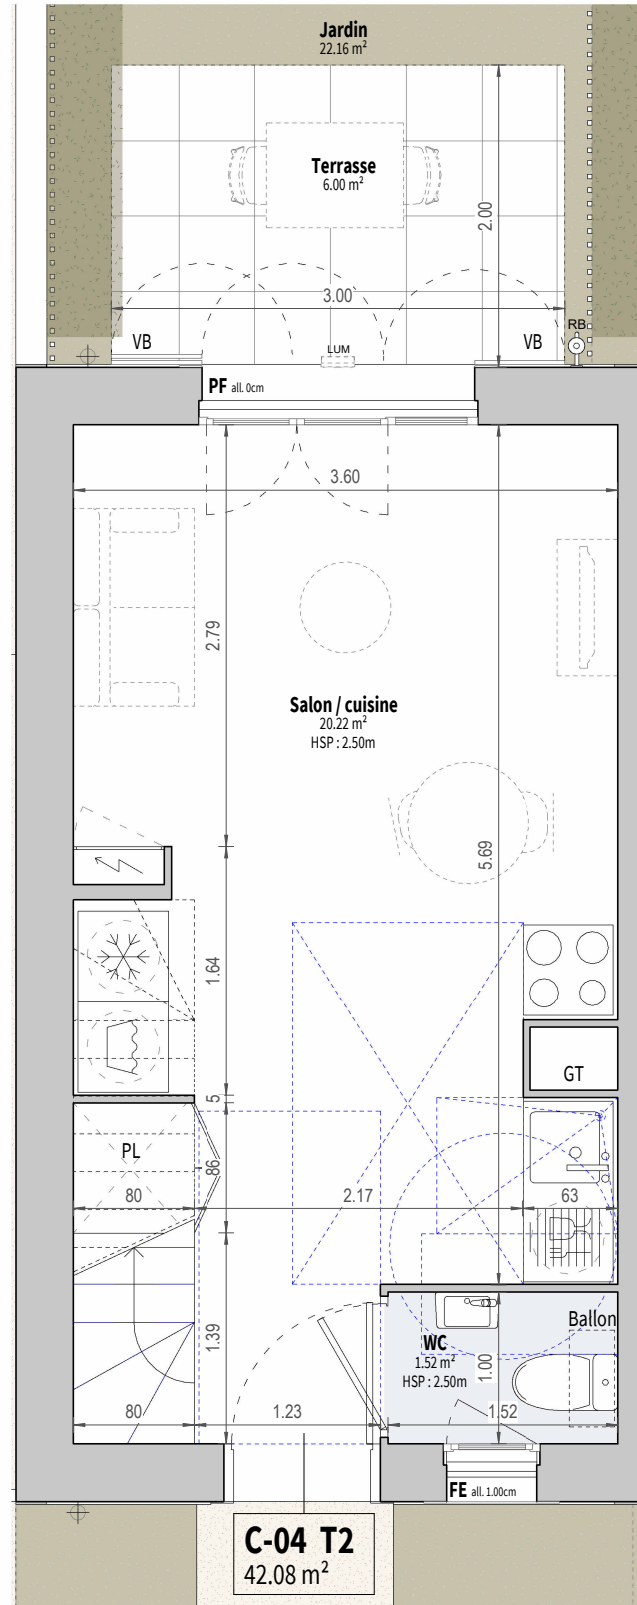 Jardin
22.16 m²
Terrasse
6.00 m²
2.00
3.00
VB
LUM
VB
RB
PF all. 0cm
3.60
2.79
Salon / cuisine
20.22 m²
HSP : 2.50m
5.69
1.64
GT
5
PL
86
80
2.17
63
1.39
WC
1.52 m²
HSP : 2.50m
1.00
Ballon
80
1.23
1.52
FE all. 1.00cm
C-04 T2
42.08 m²